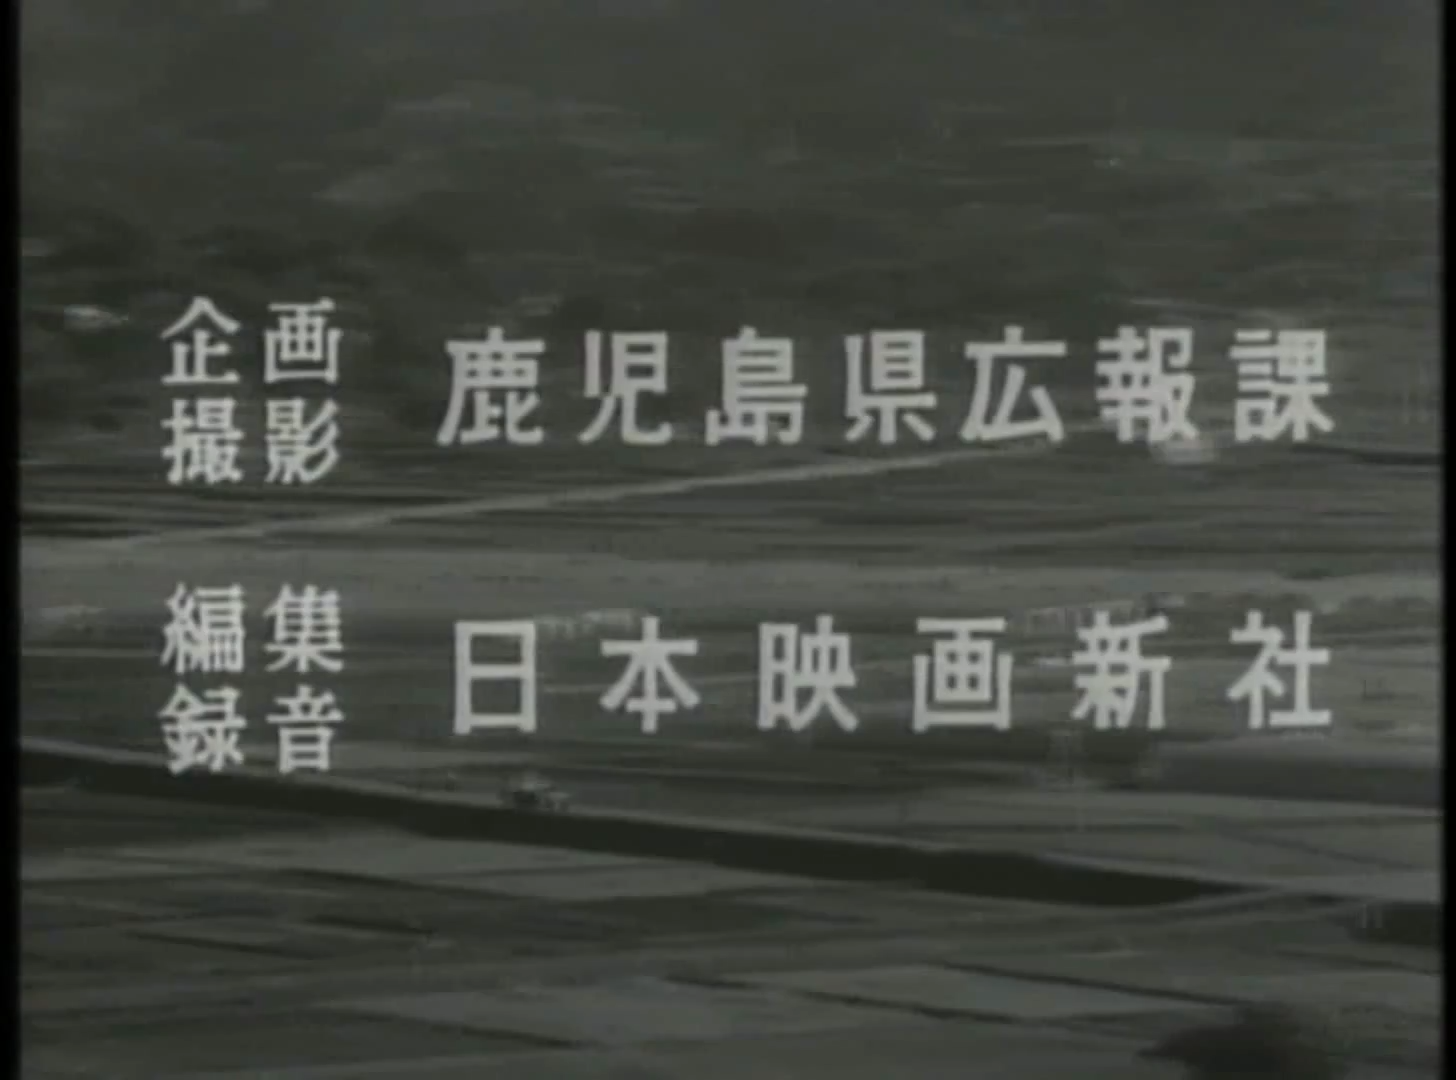 企画
撮影
鹿児島県広報課
編集
録音
日本映画新社